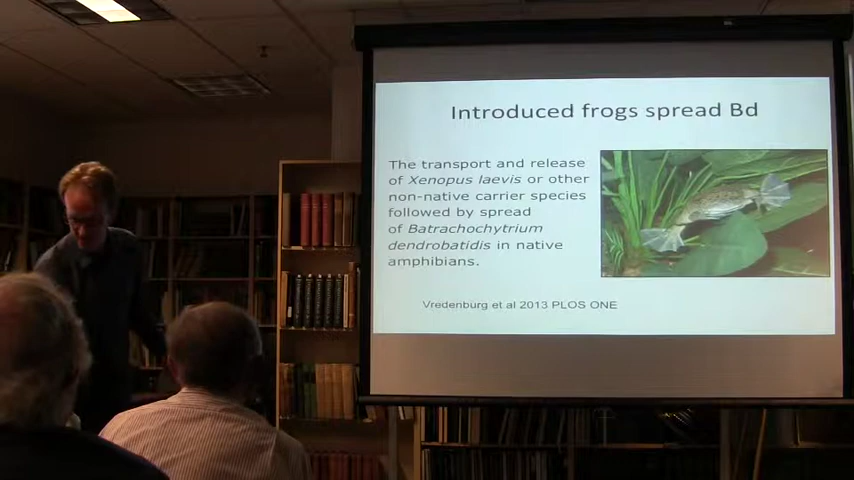 Introduced frogs spread Bd
The transport and release
of Xenopus laevis or other
non-native carrier species
followed by spread
of Batrachochytrium
dendrobatidis in native
amphibians.
Vredenburg et al 2013 PLOS ONE